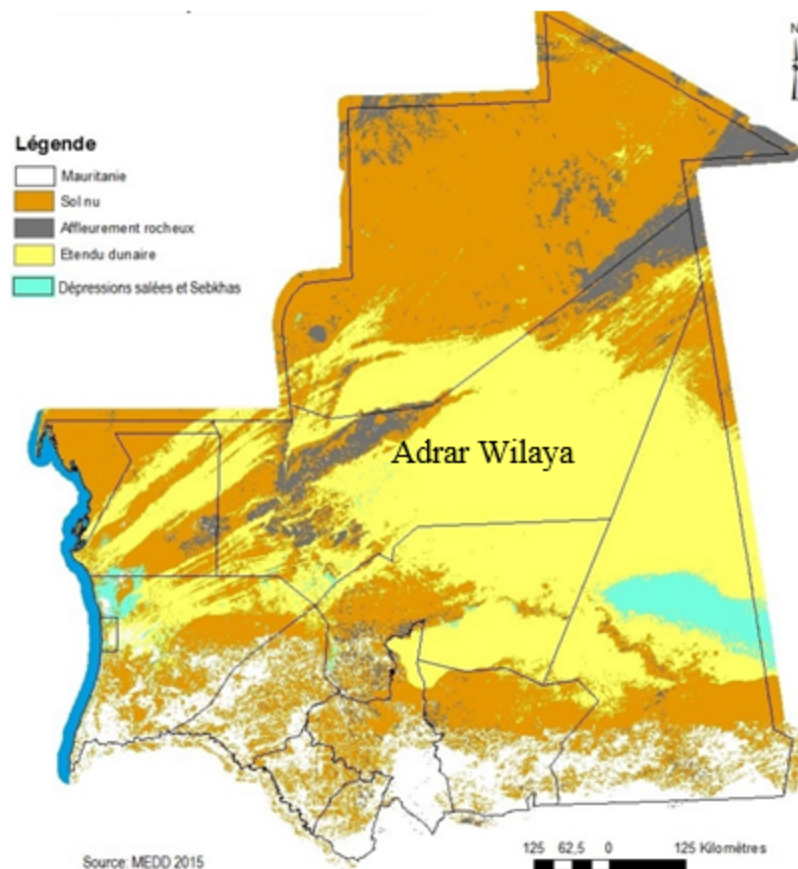 N
Légende
Mauritanie
Sol nu
Affleurement rocheux
Etendu dunaire
Dépressions salées et Sebkhas
Adrar Wilaya
Source: MEDD 2015
125 62,5 0 125 Kilomètres